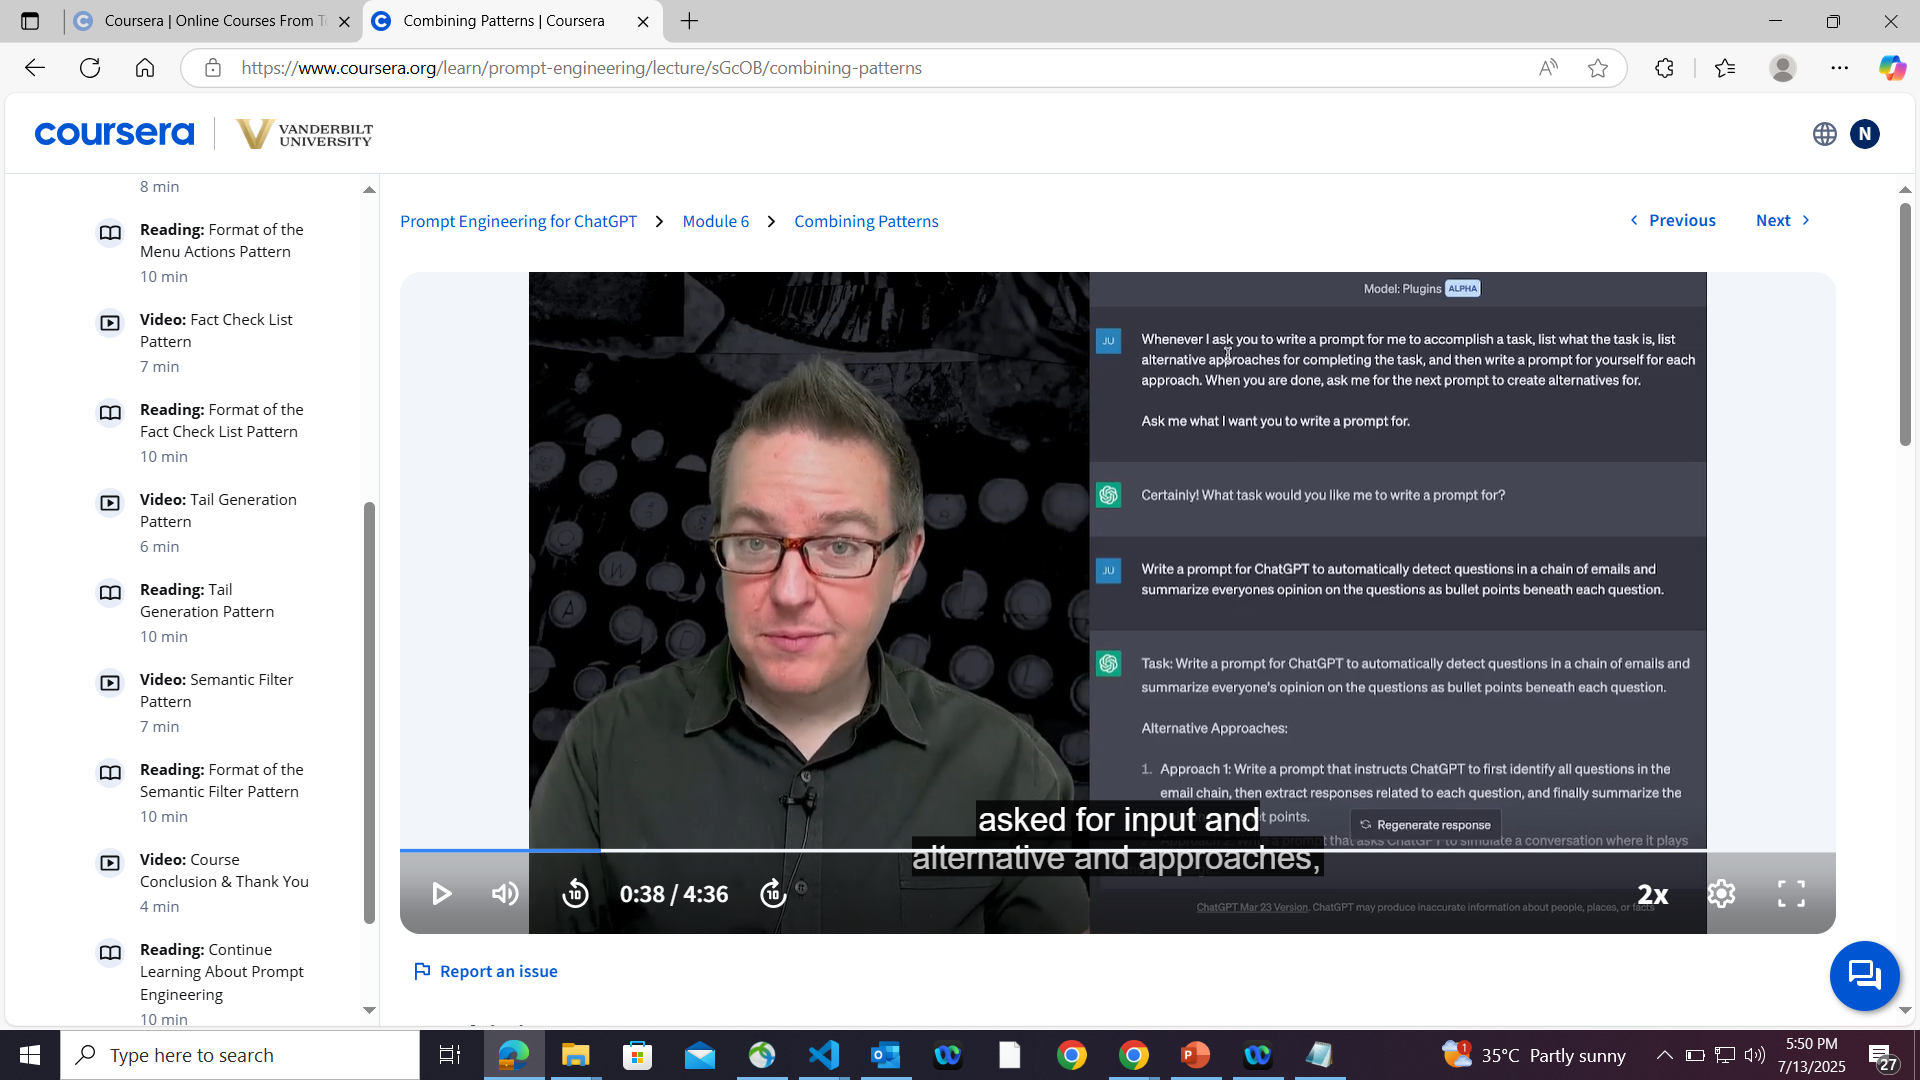 Coursera | Online Courses From To
Combining Patterns | Coursera
https://www.coursera.org/learn/prompt-engineering/lecture/sGcOB/combining-patterns
coursera
VANDERBILT
UNIVERSITY
N
8 min
Reading: Format of the
Menu Actions Pattern
10 min
Video: Fact Check List
Pattern
7 min
Reading: Format of the
Fact Check List Pattern
10 min
Video: Tail Generation
Pattern
6 min
Reading: Tail
Generation Pattern
10 min
Video: Semantic Filter
Pattern
7 min
Reading: Format of the
Semantic Filter Pattern
10 min
Video: Course
Conclusion & Thank You
4 min
Reading: Continue
Learning About Prompt
Engineering
10 min
Prompt Engineering for ChatGPT > Module 6 > Combining Patterns
Previous
Next
Model: Plugins ALPHA
JU
Whenever I ask you to write a prompt for me to accomplish a task, list what the task is, list
alternative approaches for completing the task, and then write a prompt for yourself for each
approach. When you are done, ask me for the next prompt to create alternatives for.
Ask me what I want you to write a prompt for.
Certainly! What task would you like me to write a prompt for?
JU
Write a prompt for ChatGPT to automatically detect questions in a chain of emails and
summarize everyones opinion on the questions as bullet points beneath each question.
Task: Write a prompt for ChatGPT to automatically detect questions in a chain of emails and
summarize everyone's opinion on the questions as bullet points beneath each question.
Alternative Approaches:
1. Approach 1: Write a prompt that instructs ChatGPT to first identify all questions in the
email chain, then extract responses related to each question, and finally summarize the
points.
Regenerate response
prompt that asks ChatGPT to simulate a conversation where it plays
asked for input and
alternative and approaches,
10
0:38 / 4:36
10
2x
ChatGPT Mar 23 Version. ChatGPT may produce inaccurate information about people, places, or facts
Report an issue
Type here to search
1
35°C Partly sunny
5:50 PM
7/13/2025
27